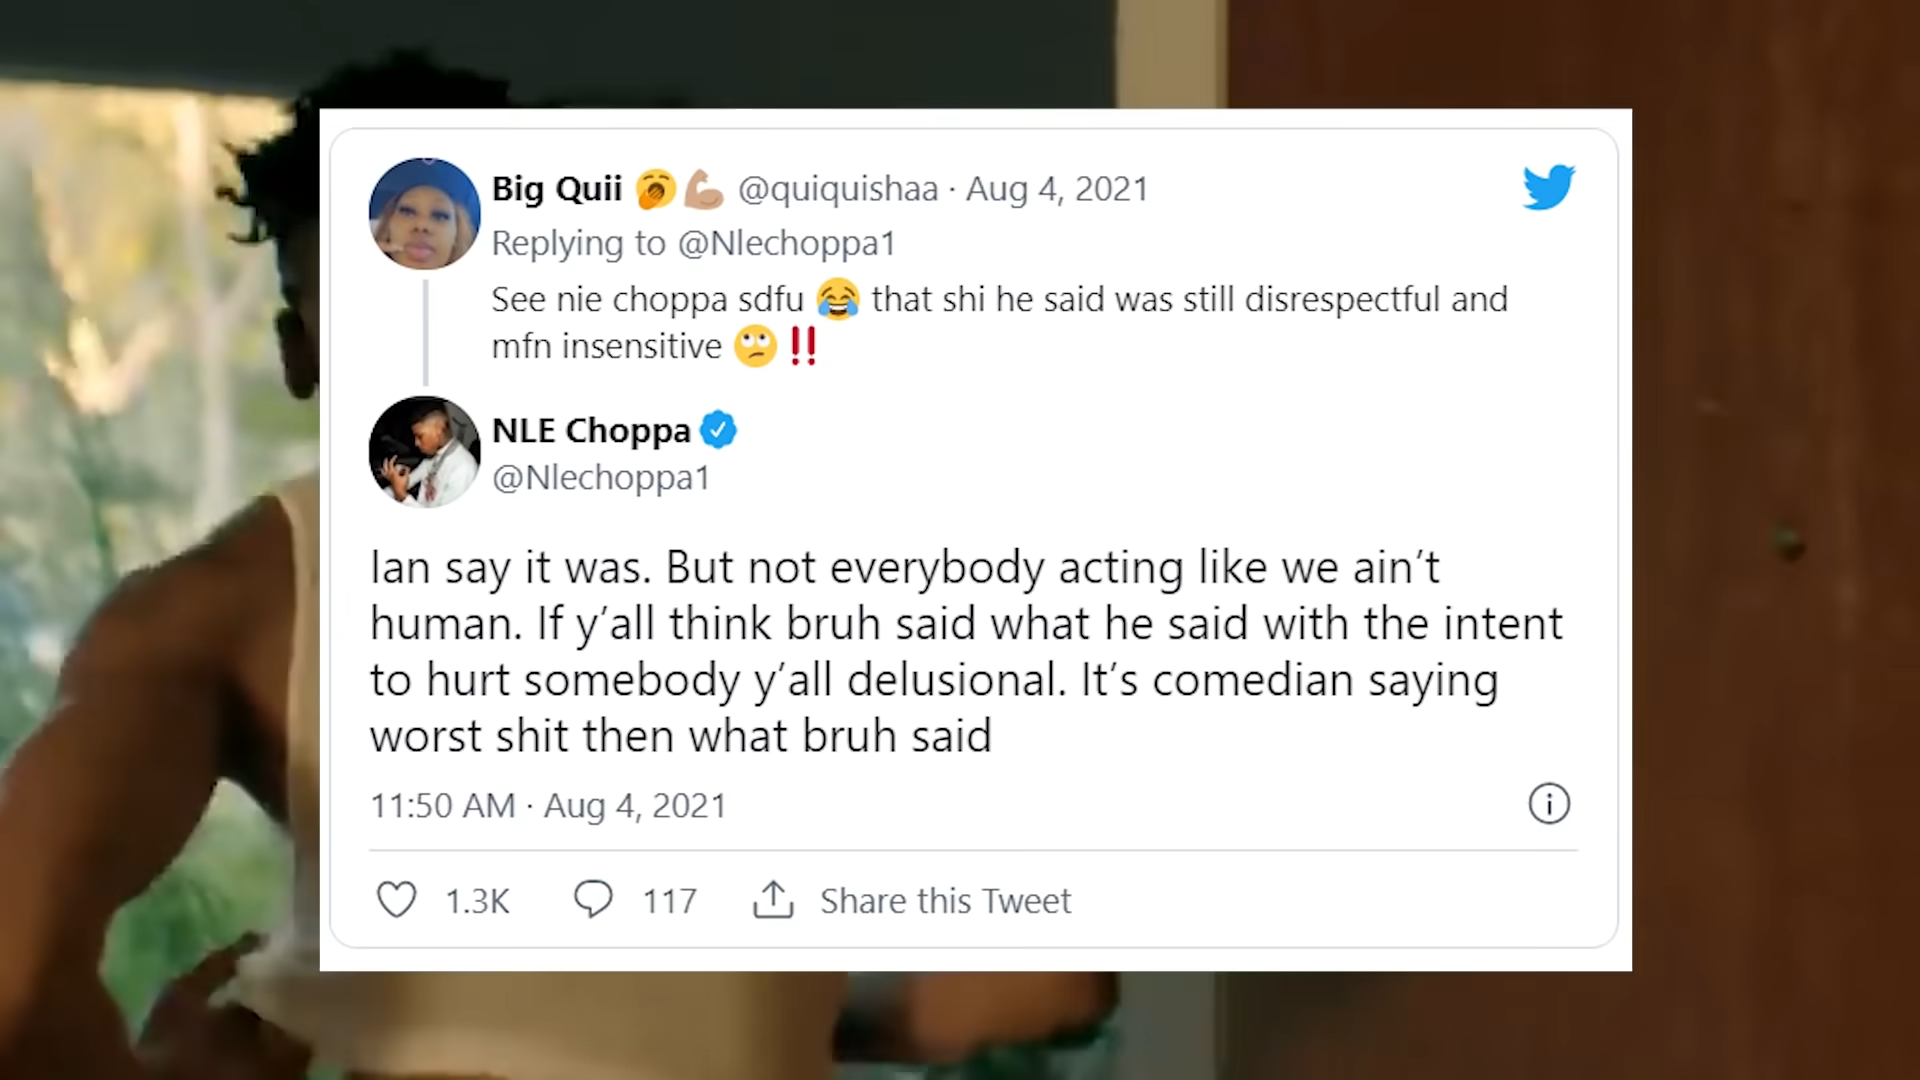 Big Quii 🥱💪🏼 @quiquishaa · Aug 4, 2021
Replying to @Nlechoppa1
See nie choppa sdfu 😂 that shi he said was still disrespectful and
mfn insensitive 🙄‼️
NLE Choppa
@Nlechoppa1
Ian say it was. But not everybody acting like we ain’t
human. If y’all think bruh said what he said with the intent
to hurt somebody y’all delusional. It’s comedian saying
worst shit then what bruh said
11:50 AM · Aug 4, 2021
1.3K 117 Share this Tweet